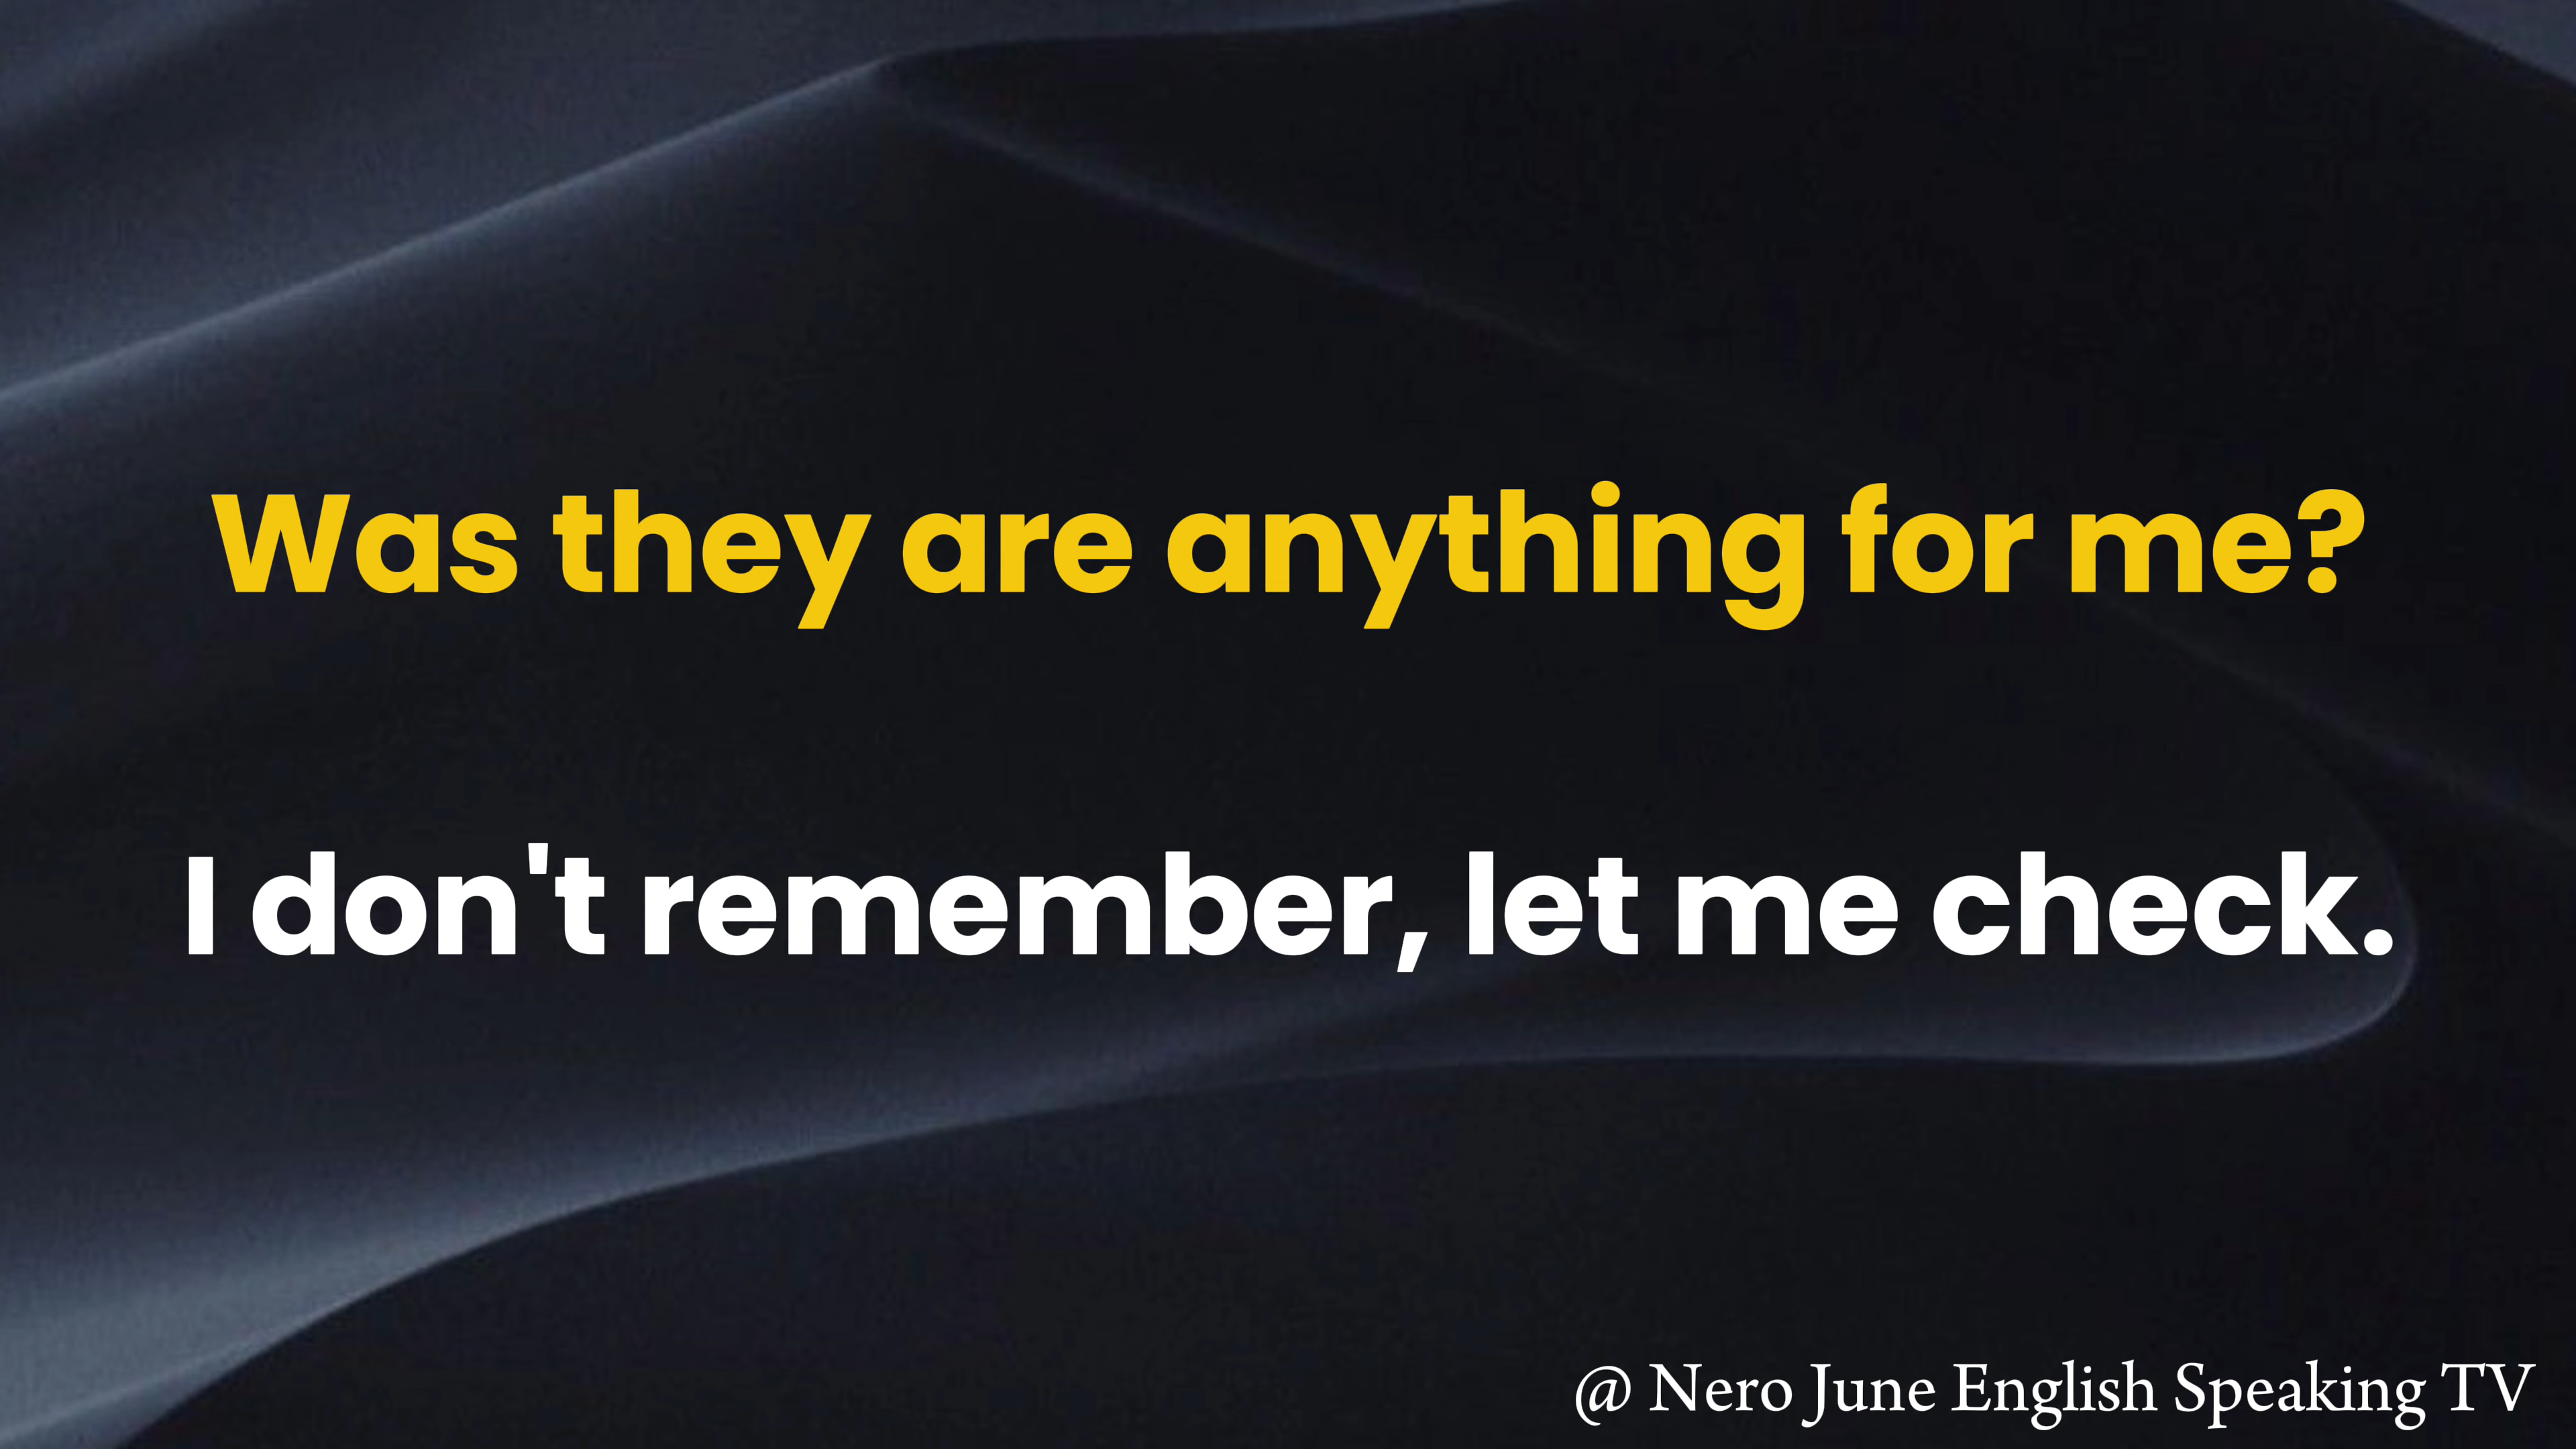 Was they are anything for me?
I don't remember, let me check.
@ Nero June English Speaking TV